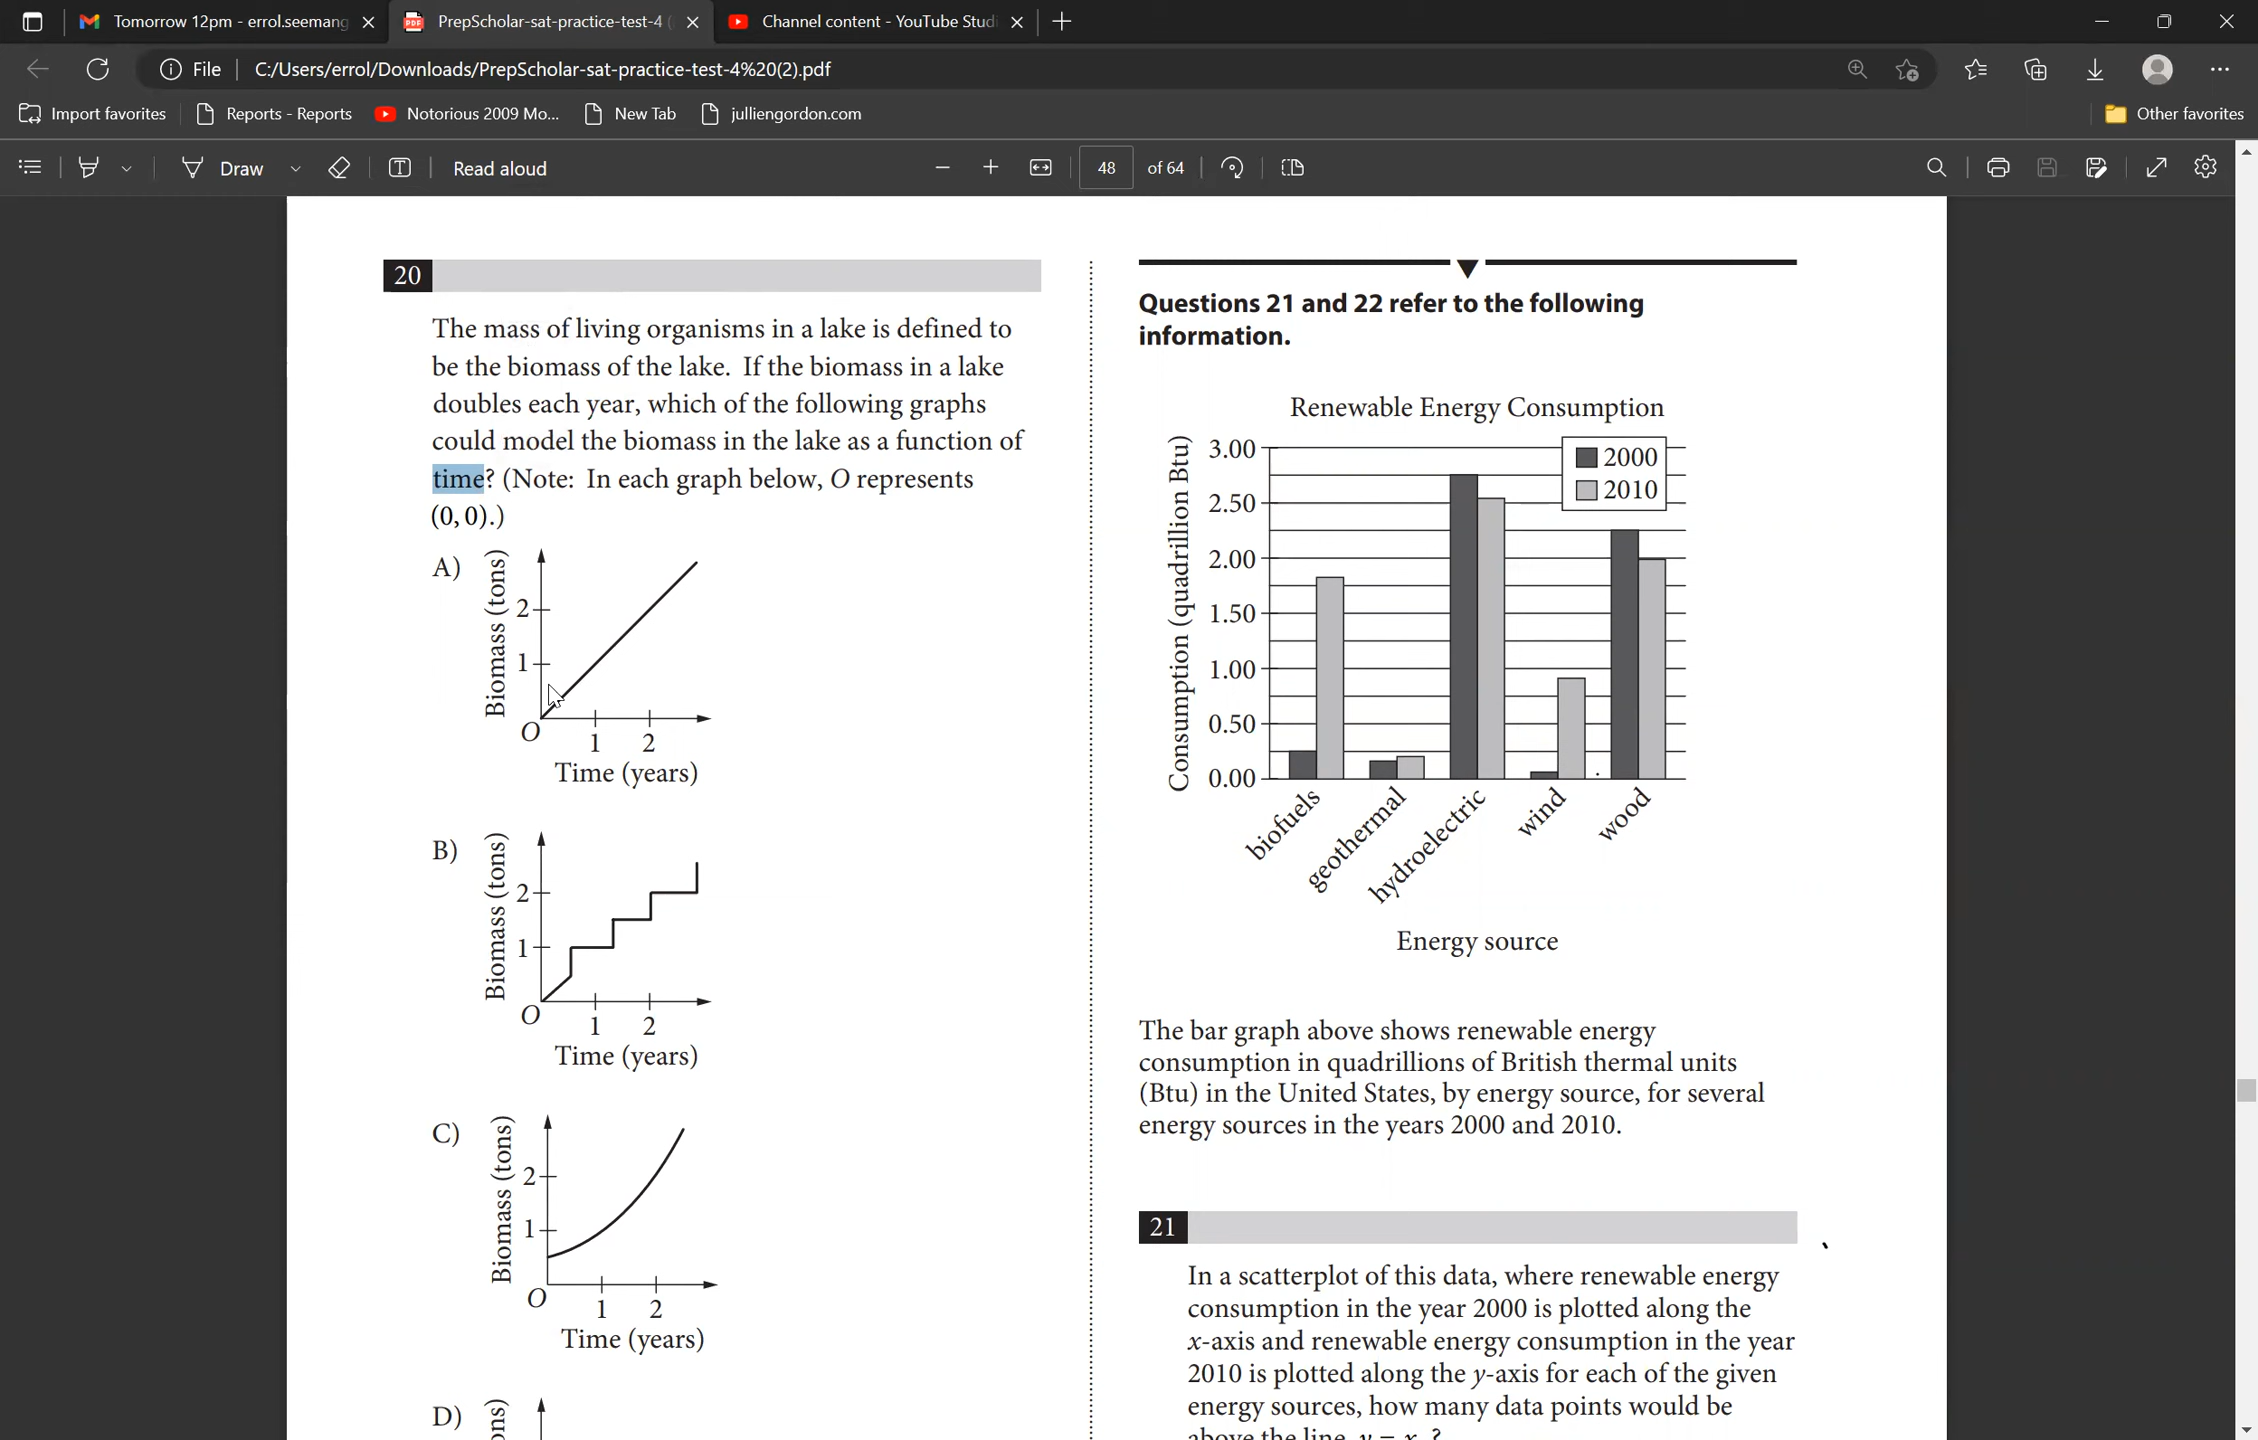 Tomorrow 12pm - errol.seemang
PrepScholar-sat-practice-test-4 (
Channel content - YouTube Studi
File
C:/Users/errol/Downloads/PrepScholar-sat-practice-test-4%20(2).pdf
Import favorites
Reports - Reports
Notorious 2009 Mo...
New Tab
julliengordon.com
Other favorites
Draw
Read aloud
48 of 64
20
The mass of living organisms in a lake is defined to
be the biomass of the lake. If the biomass in a lake
doubles each year, which of the following graphs
could model the biomass in the lake as a function of
time? (Note: In each graph below, O represents
(0, 0).)
A)
Biomass (tons)
2
1
O
1 2
Time (years)
B)
Biomass (tons)
2
1
O
1 2
Time (years)
C)
Biomass (tons)
2
1
O
1 2
Time (years)
D)
Questions 21 and 22 refer to the following
information.
Renewable Energy Consumption
Consumption (quadrillion Btu)
3.00
2.50
2.00
1.50
1.00
0.50
0.00
2000
2010
biofuels
geothermal
hydroelectric
wind
wood
Energy source
The bar graph above shows renewable energy
consumption in quadrillions of British thermal units
(Btu) in the United States, by energy source, for several
energy sources in the years 2000 and 2010.
21
In a scatterplot of this data, where renewable energy
consumption in the year 2000 is plotted along the
x-axis and renewable energy consumption in the year
2010 is plotted along the y-axis for each of the given
energy sources, how many data points would be
above the line y = x ?